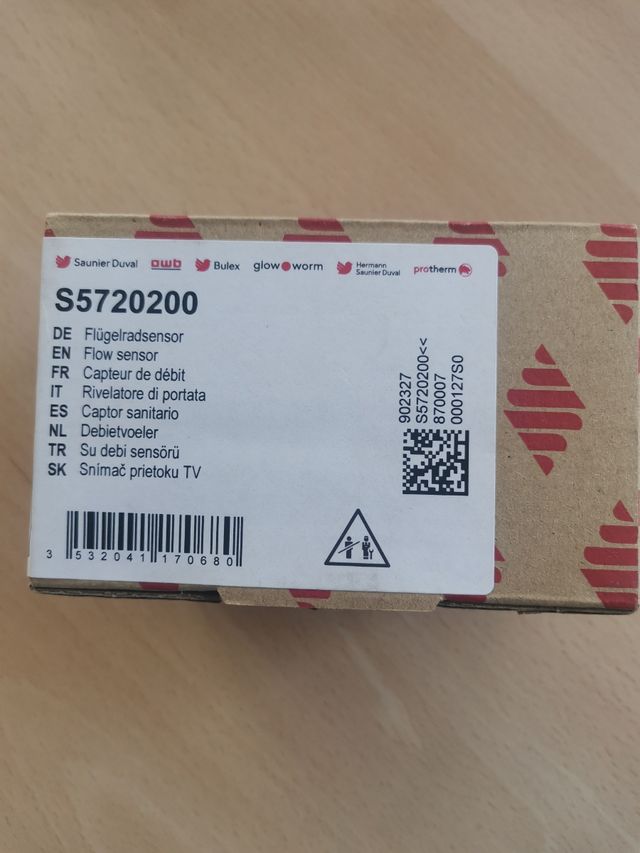 Saunier Duval awb Bulex glow worm Hermann Saunier Duval protherm
S5720200
DE Flügelradsensor
EN Flow sensor
FR Capteur de débit
IT Rivelatore di portata
ES Captor sanitario
NL Debietvoeler
TR Su debi sensörü
SK Snímač prietoku TV
902327
S5720200<<
870007
000127S0
3 532041 170680